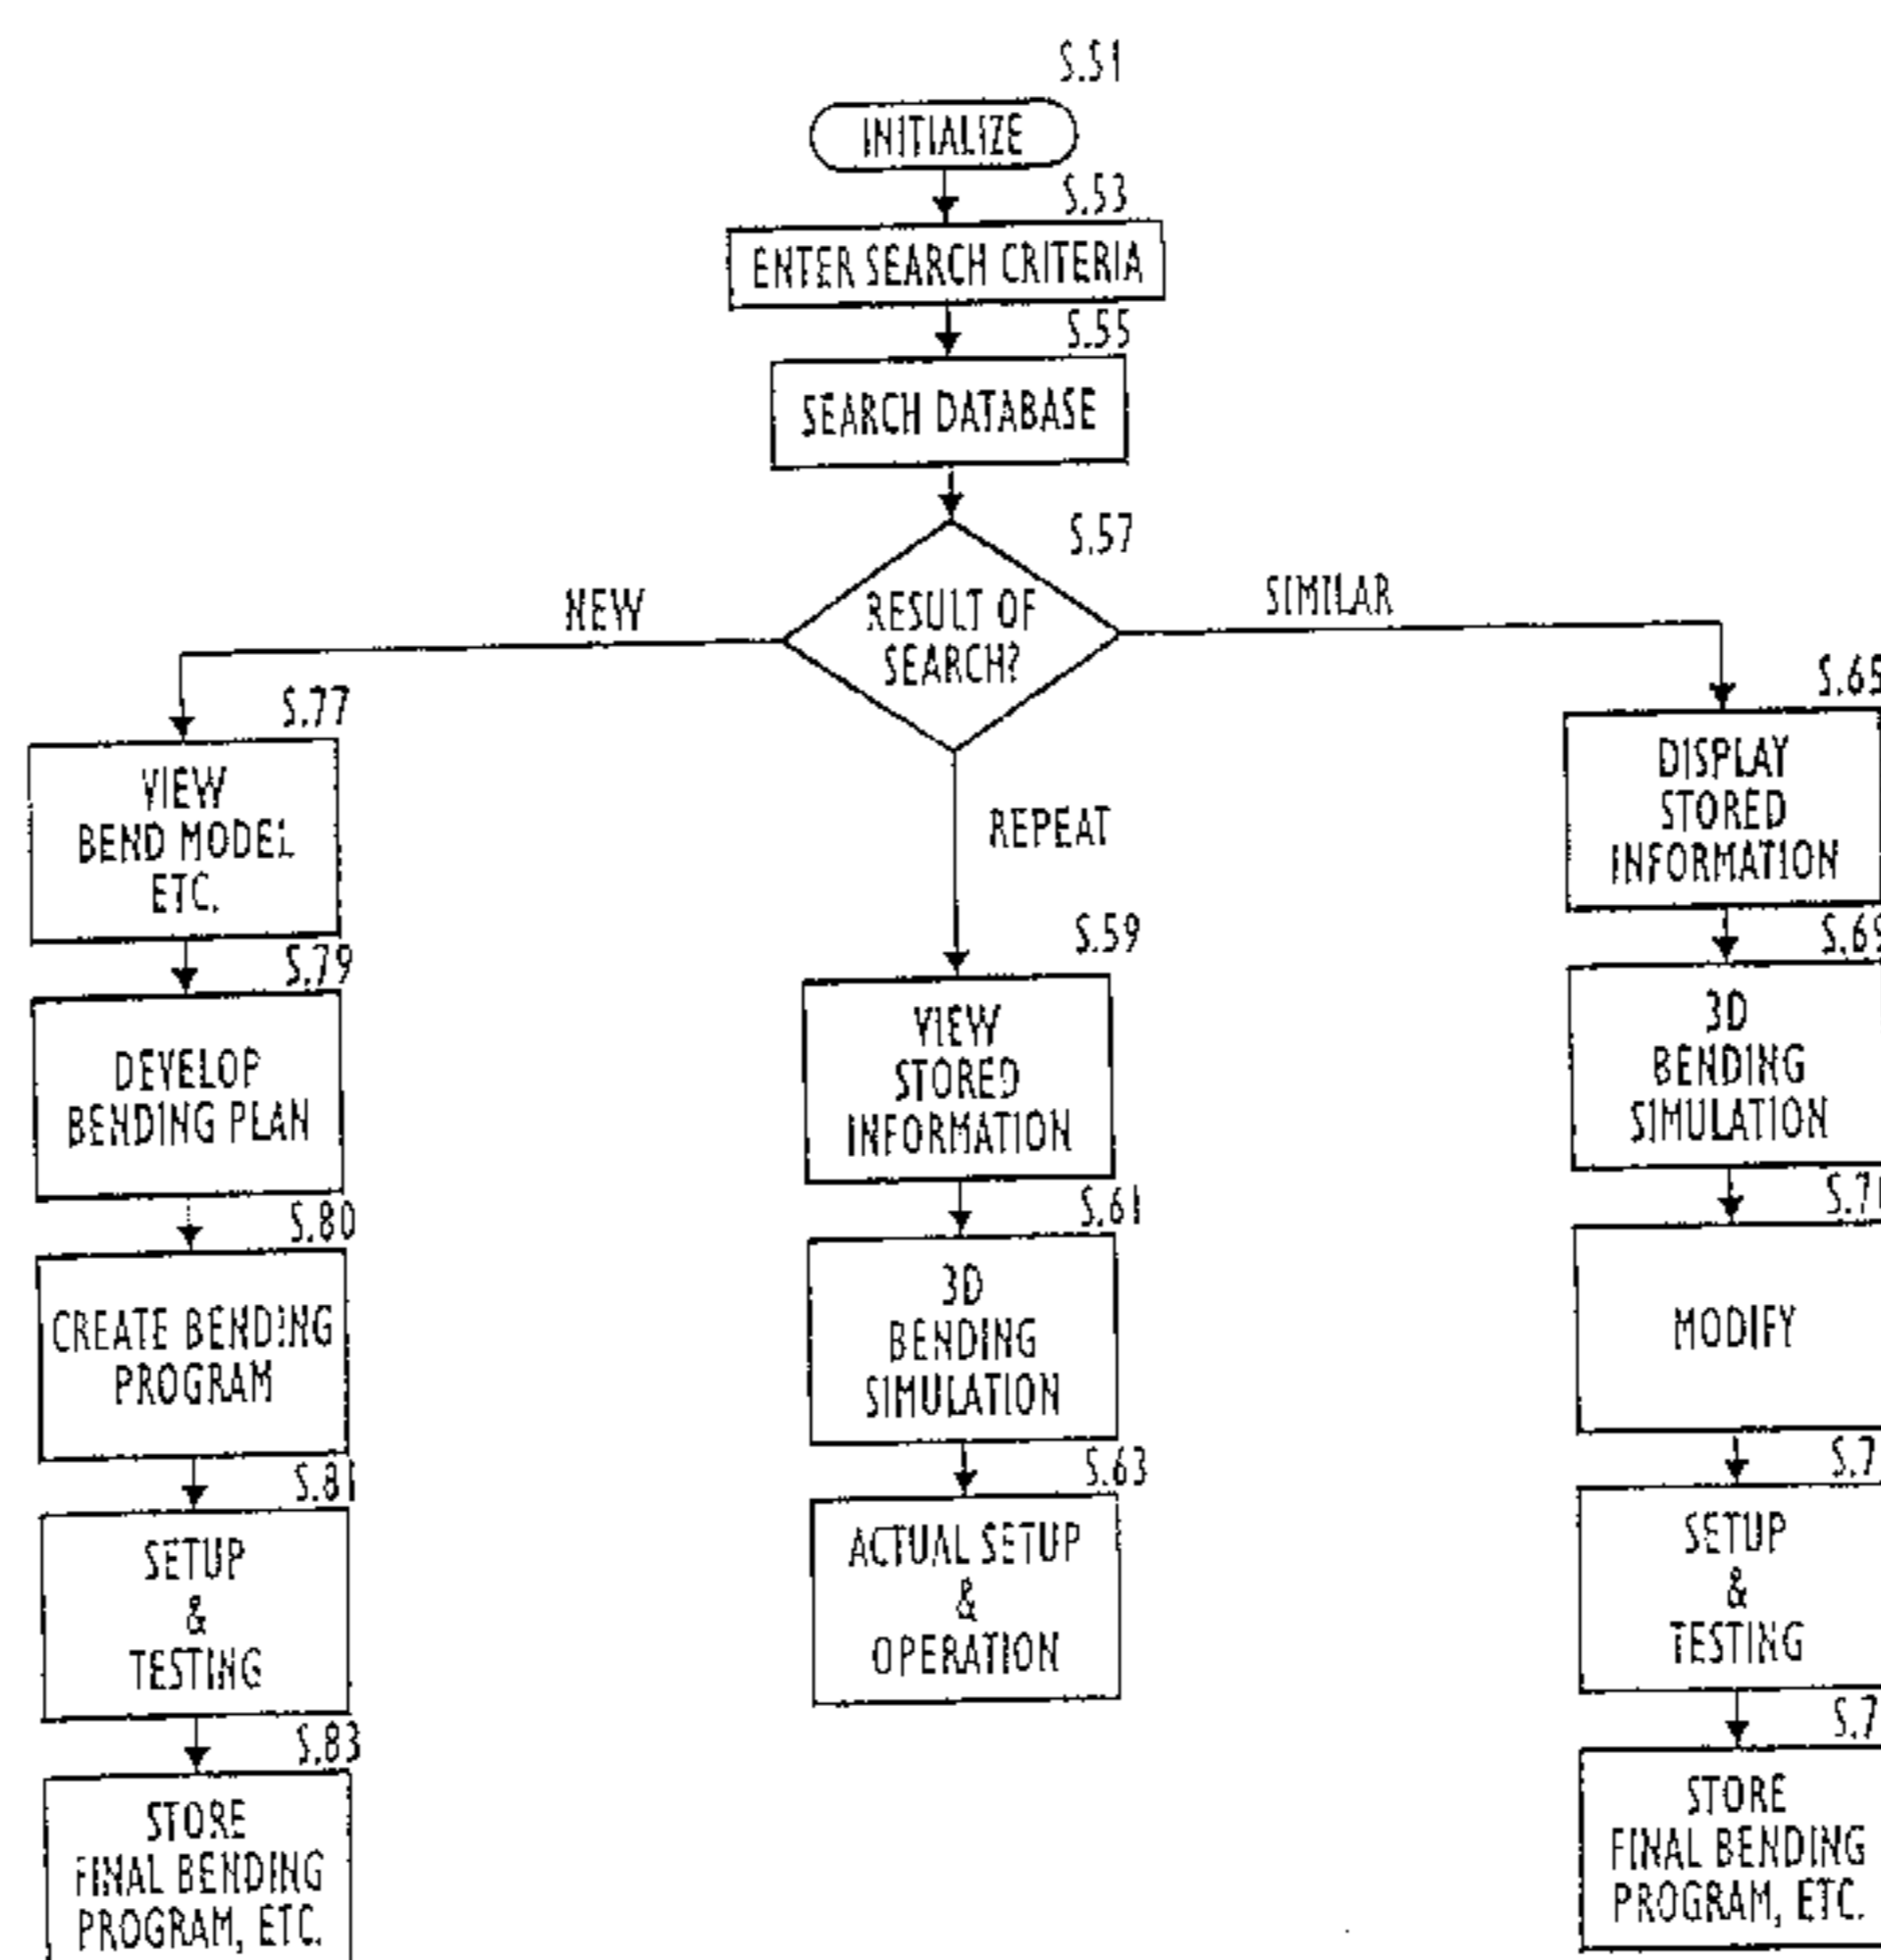 S.51
INITIALIZE
S.53
ENTER SEARCH CRITERIA
S.55
SEARCH DATABASE
S.57
RESULT OF
SEARCH?
NEW
SIMILAR
REPEAT
S.77
VIEW
BEND MODEL
ETC.
S.79
DEVELOP
BENDING PLAN
S.80
CREATE BENDING
PROGRAM
S.81
SETUP
&
TESTING
S.83
STORE
FINAL BENDING
PROGRAM, ETC.
S.59
VIEW
STORED
INFORMATION
S.61
3D
BENDING
SIMULATION
S.63
ACTUAL SETUP
&
OPERATION
S.65
DISPLAY
STORED
INFORMATION
S.69
3D
BENDING
SIMULATION
MODIFY
SETUP
&
TESTING
STORE
FINAL BENDING
PROGRAM, ETC.